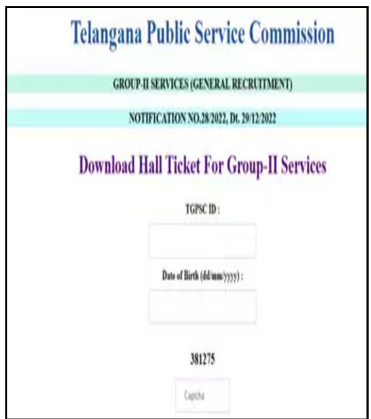 Telangana Public Service Commission
GROUP-II SERVICES (GENERAL RECRUITMENT)
NOTIFICATION NO.28/2022, Dt. 29/12/2022
Download Hall Ticket For Group-II Services
TGPSC ID :
Date of Birth (dd/mm/yyyy) :
381275
Captcha